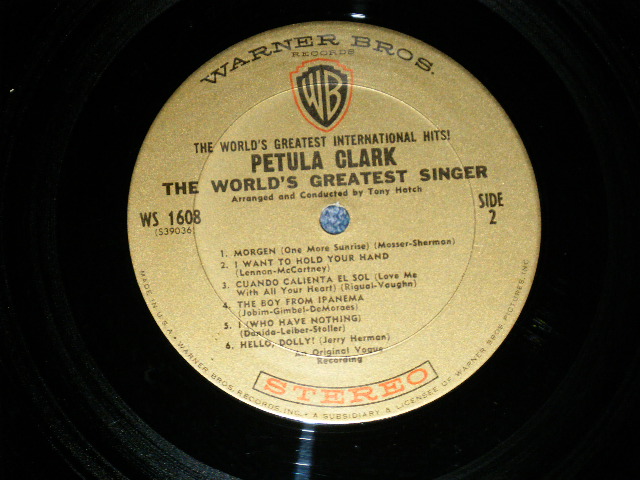 WARNER BROS.
RECORDS
WB
THE WORLD'S GREATEST INTERNATIONAL HITS!
PETULA CLARK
THE WORLD'S GREATEST SINGER
Arranged and Conducted by Tony Hatch
WS 1608
(S39036)
SIDE
2
1. MORGEN (One More Sunrise) (Mosser-Sherman)
2. I WANT TO HOLD YOUR HAND
(Lennon-McCartney)
3. CUANDO CALIENTA EL SOL (Love Me
With All Your Heart) (Rigual-Vaughn)
4. THE BOY FROM IPANEMA
(Jobim-Gimbel-DeMoraes)
5. I (WHO HAVE NOTHING)
(Danida-Leiber-Stoller)
6. HELLO, DOLLY! (Jerry Herman)
An Original Vogue
Recording
STEREO
MADE IN U.S.A. • WARNER BROS. RECORDS, INC. • A SUBSIDIARY & LICENSEE OF WARNER BROS. PICTURES, INC.